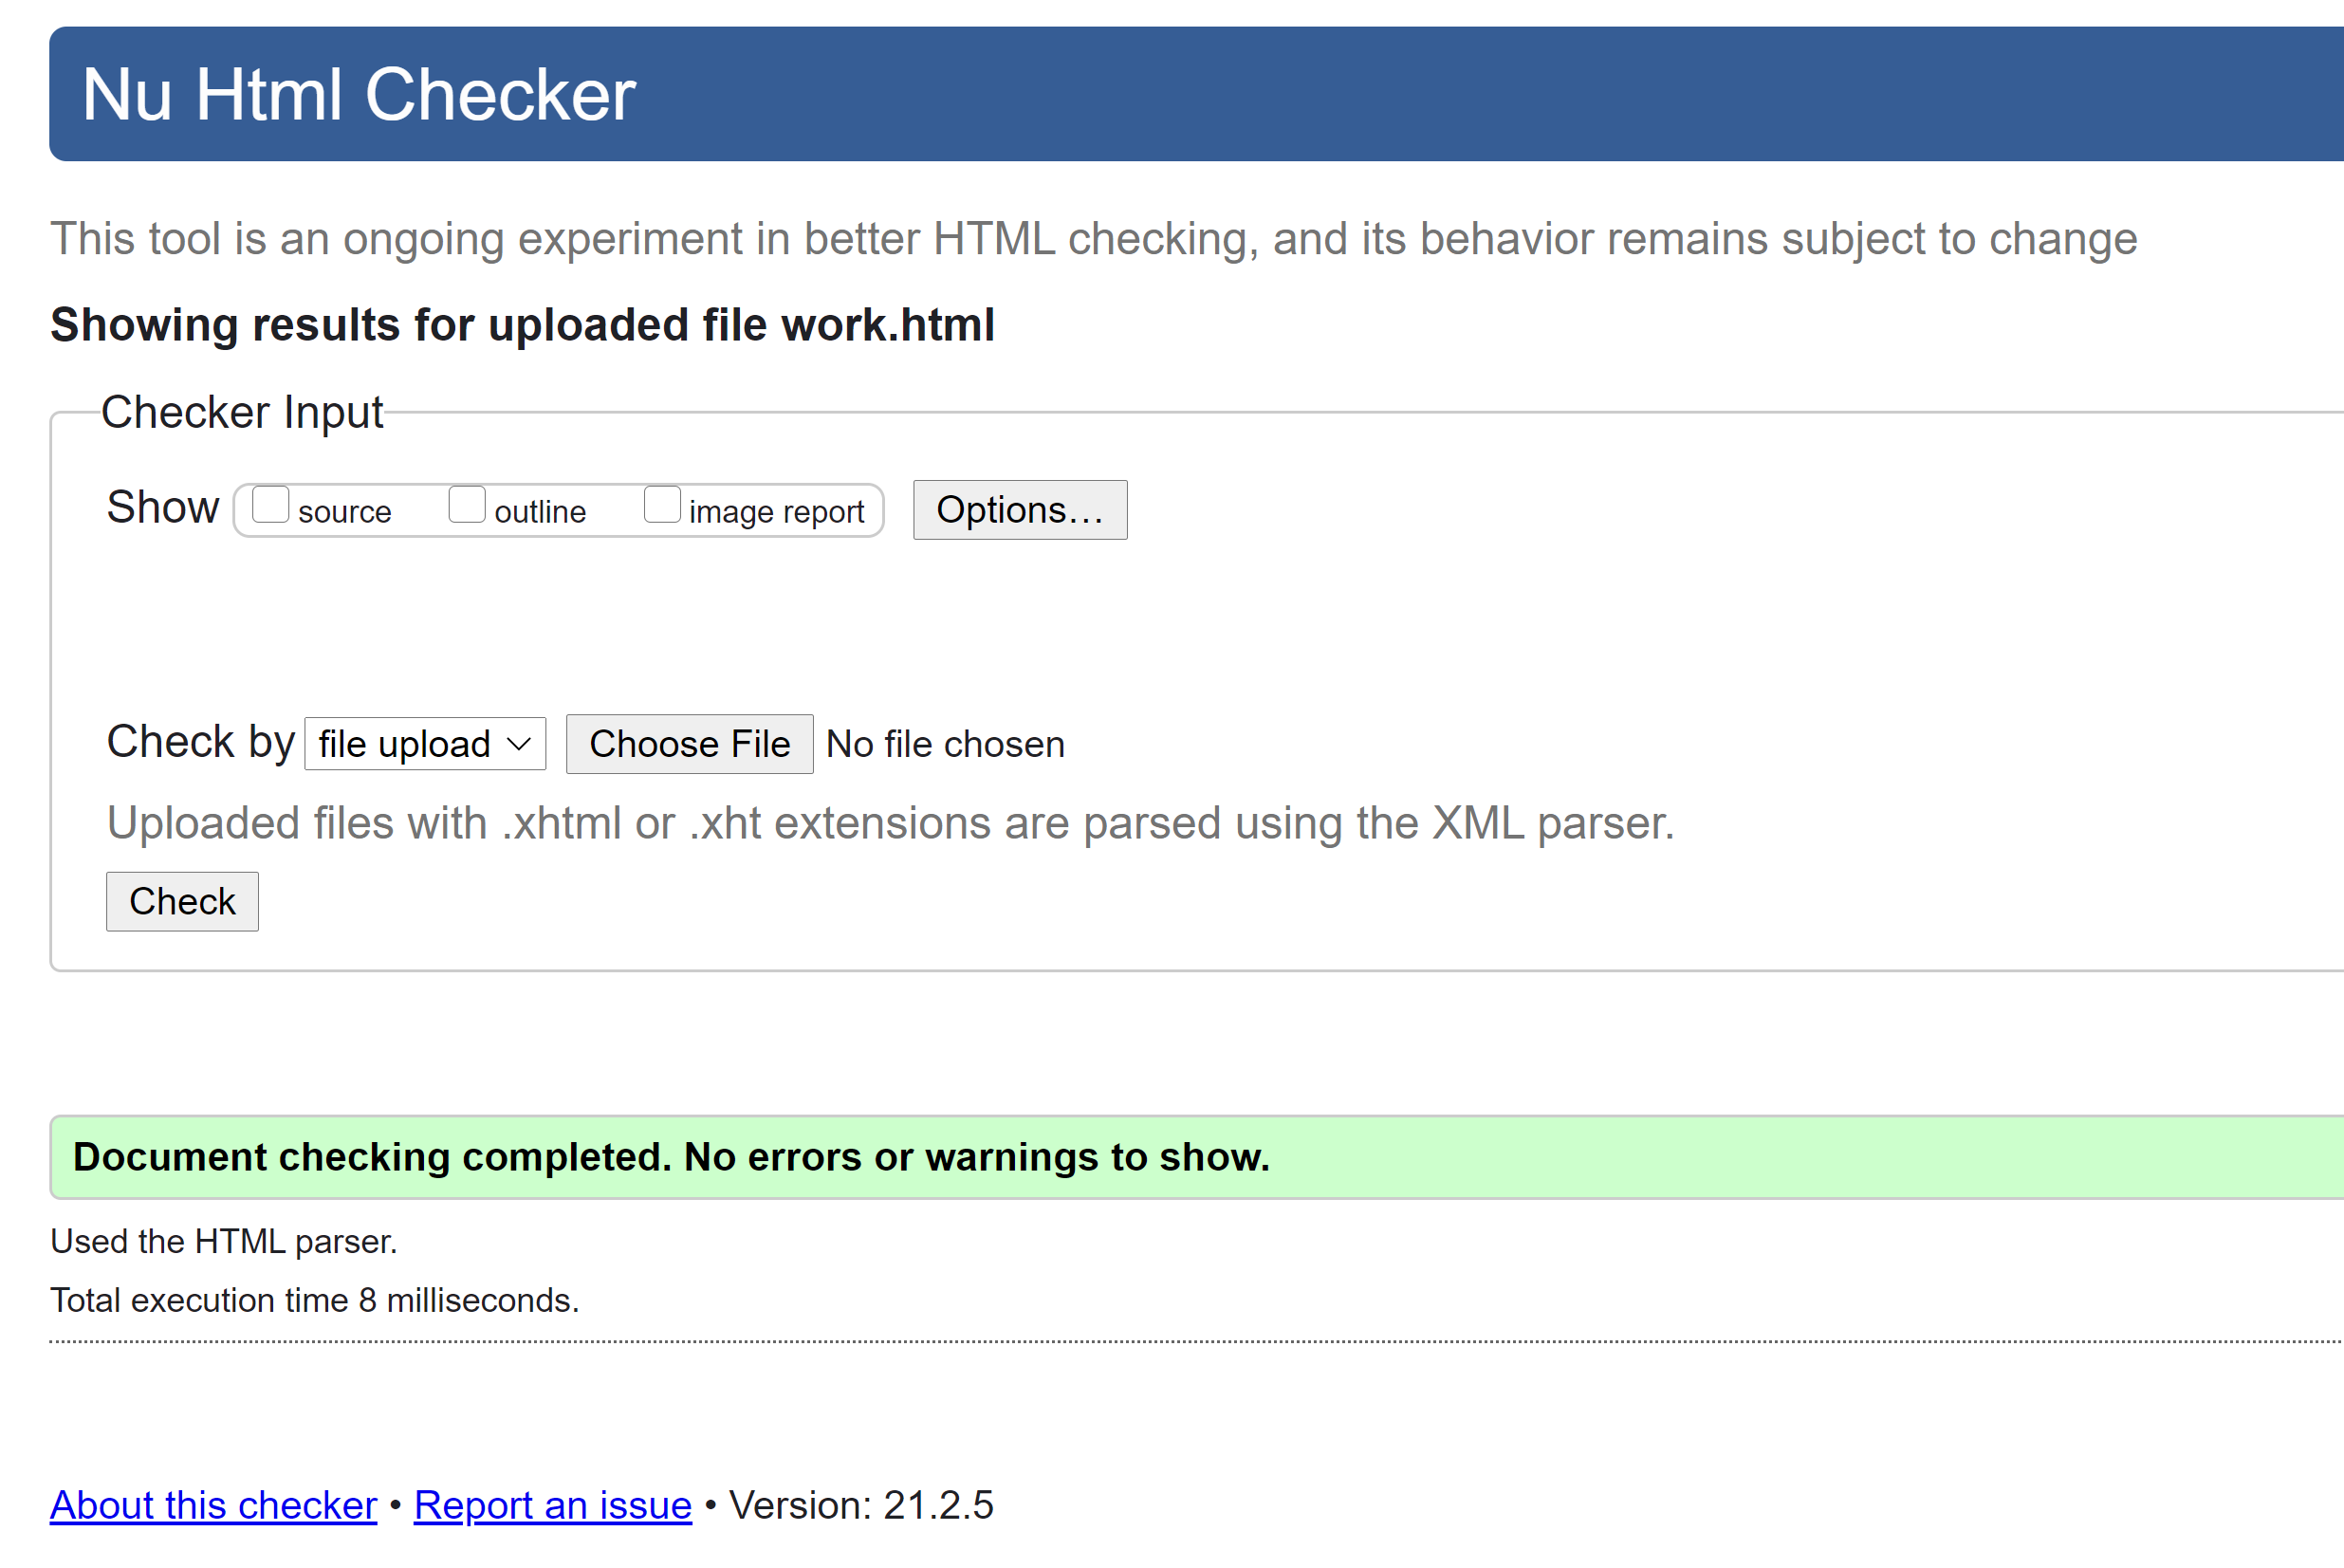 Nu Html Checker
This tool is an ongoing experiment in better HTML checking, and its behavior remains subject to change
Showing results for uploaded file work.html
Checker Input
Show source outline image report Options…
Check by file upload Choose File No file chosen
Uploaded files with .xhtml or .xht extensions are parsed using the XML parser.
Check
Document checking completed. No errors or warnings to show.
Used the HTML parser.
Total execution time 8 milliseconds.
About this checker • Report an issue • Version: 21.2.5